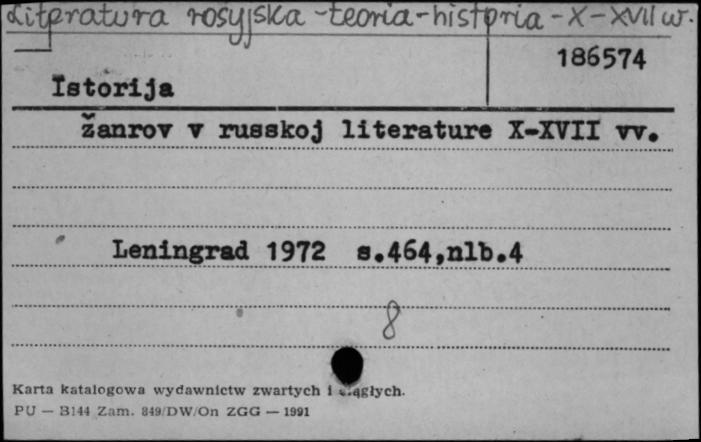 Literatura rosyjska - teoria - historia - X - XVII w.
186574
Istorija
žanrov v russkoj literature X-XVII vv.
Leningrad 1972 s.464,nlb.4
8
Karta katalogowa wydawnictw zwartych i ciągłych.
PU — B144 Zam. 849/DW/On ZGG — 1991